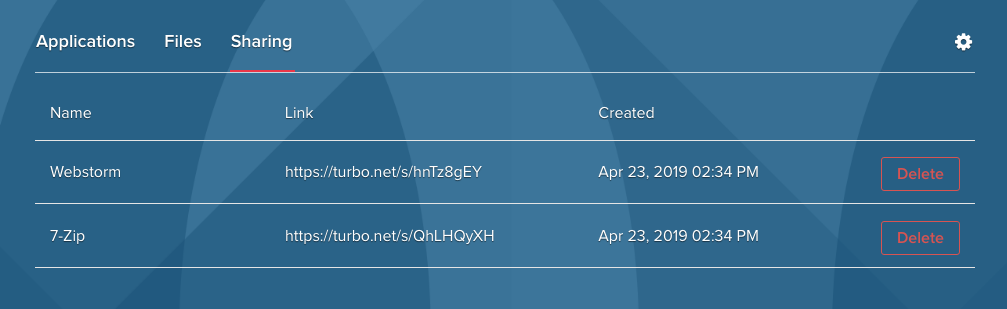 Applications Files Sharing
Name Link Created
Webstorm https://turbo.net/s/hnTz8gEY Apr 23, 2019 02:34 PM Delete
7-Zip https://turbo.net/s/QhLHQyXH Apr 23, 2019 02:34 PM Delete